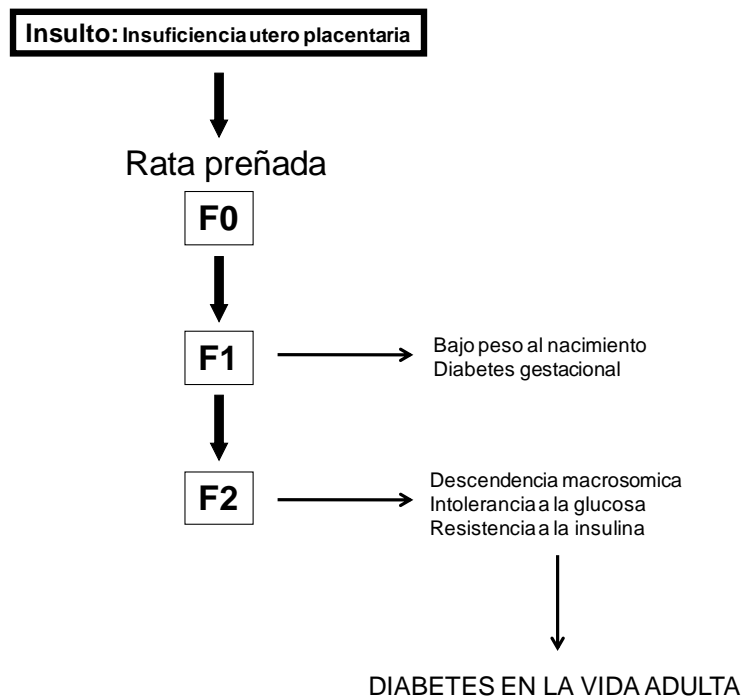 Insulto: Insuficiencia utero placentaria
Rata preñada
F0
F1
Bajo peso al nacimiento
Diabetes gestacional
F2
Descendencia macrosomica
Intolerancia a la glucosa
Resistencia a la insulina
DIABETES EN LA VIDA ADULTA